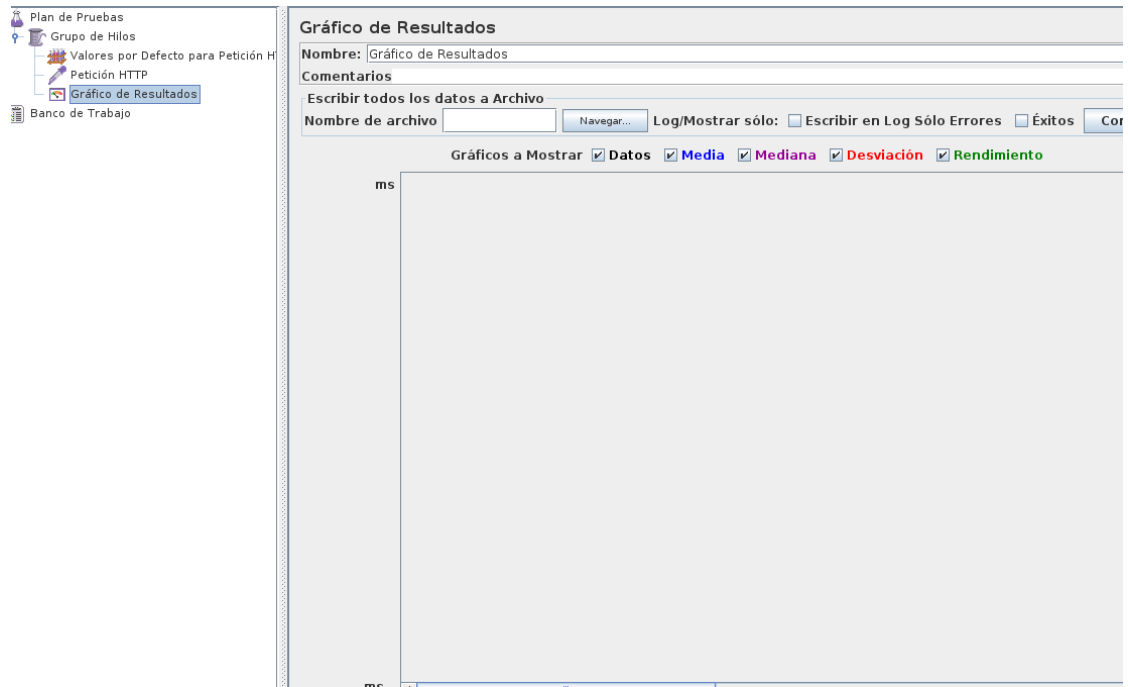 Plan de Pruebas
Grupo de Hilos
Valores por Defecto para Petición H
Petición HTTP
Gráfico de Resultados
Banco de Trabajo
Gráfico de Resultados
Nombre: Gráfico de Resultados
Comentarios
Escribir todos los datos a Archivo
Nombre de archivo Navegar... Log/Mostrar sólo: Escribir en Log Sólo Errores Éxitos Con
Gráficos a Mostrar Datos Media Mediana Desviación Rendimiento
ms
ms